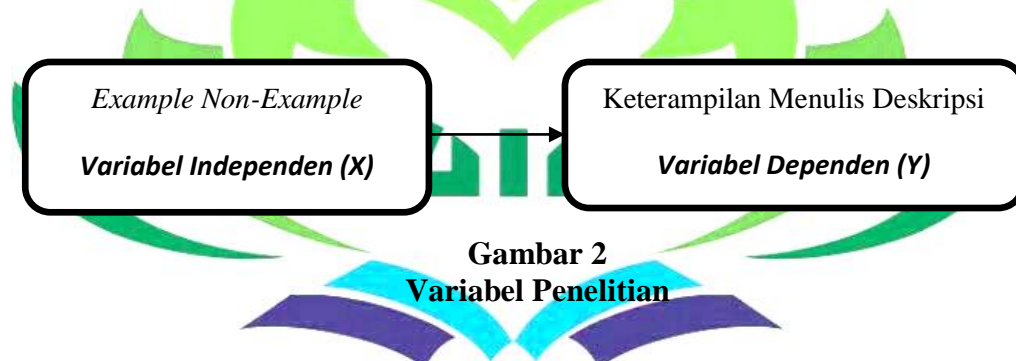 Example Non-Example
Variabel Independen (X)
Keterampilan Menulis Deskripsi
Variabel Dependen (Y)
Gambar 2
Variabel Penelitian